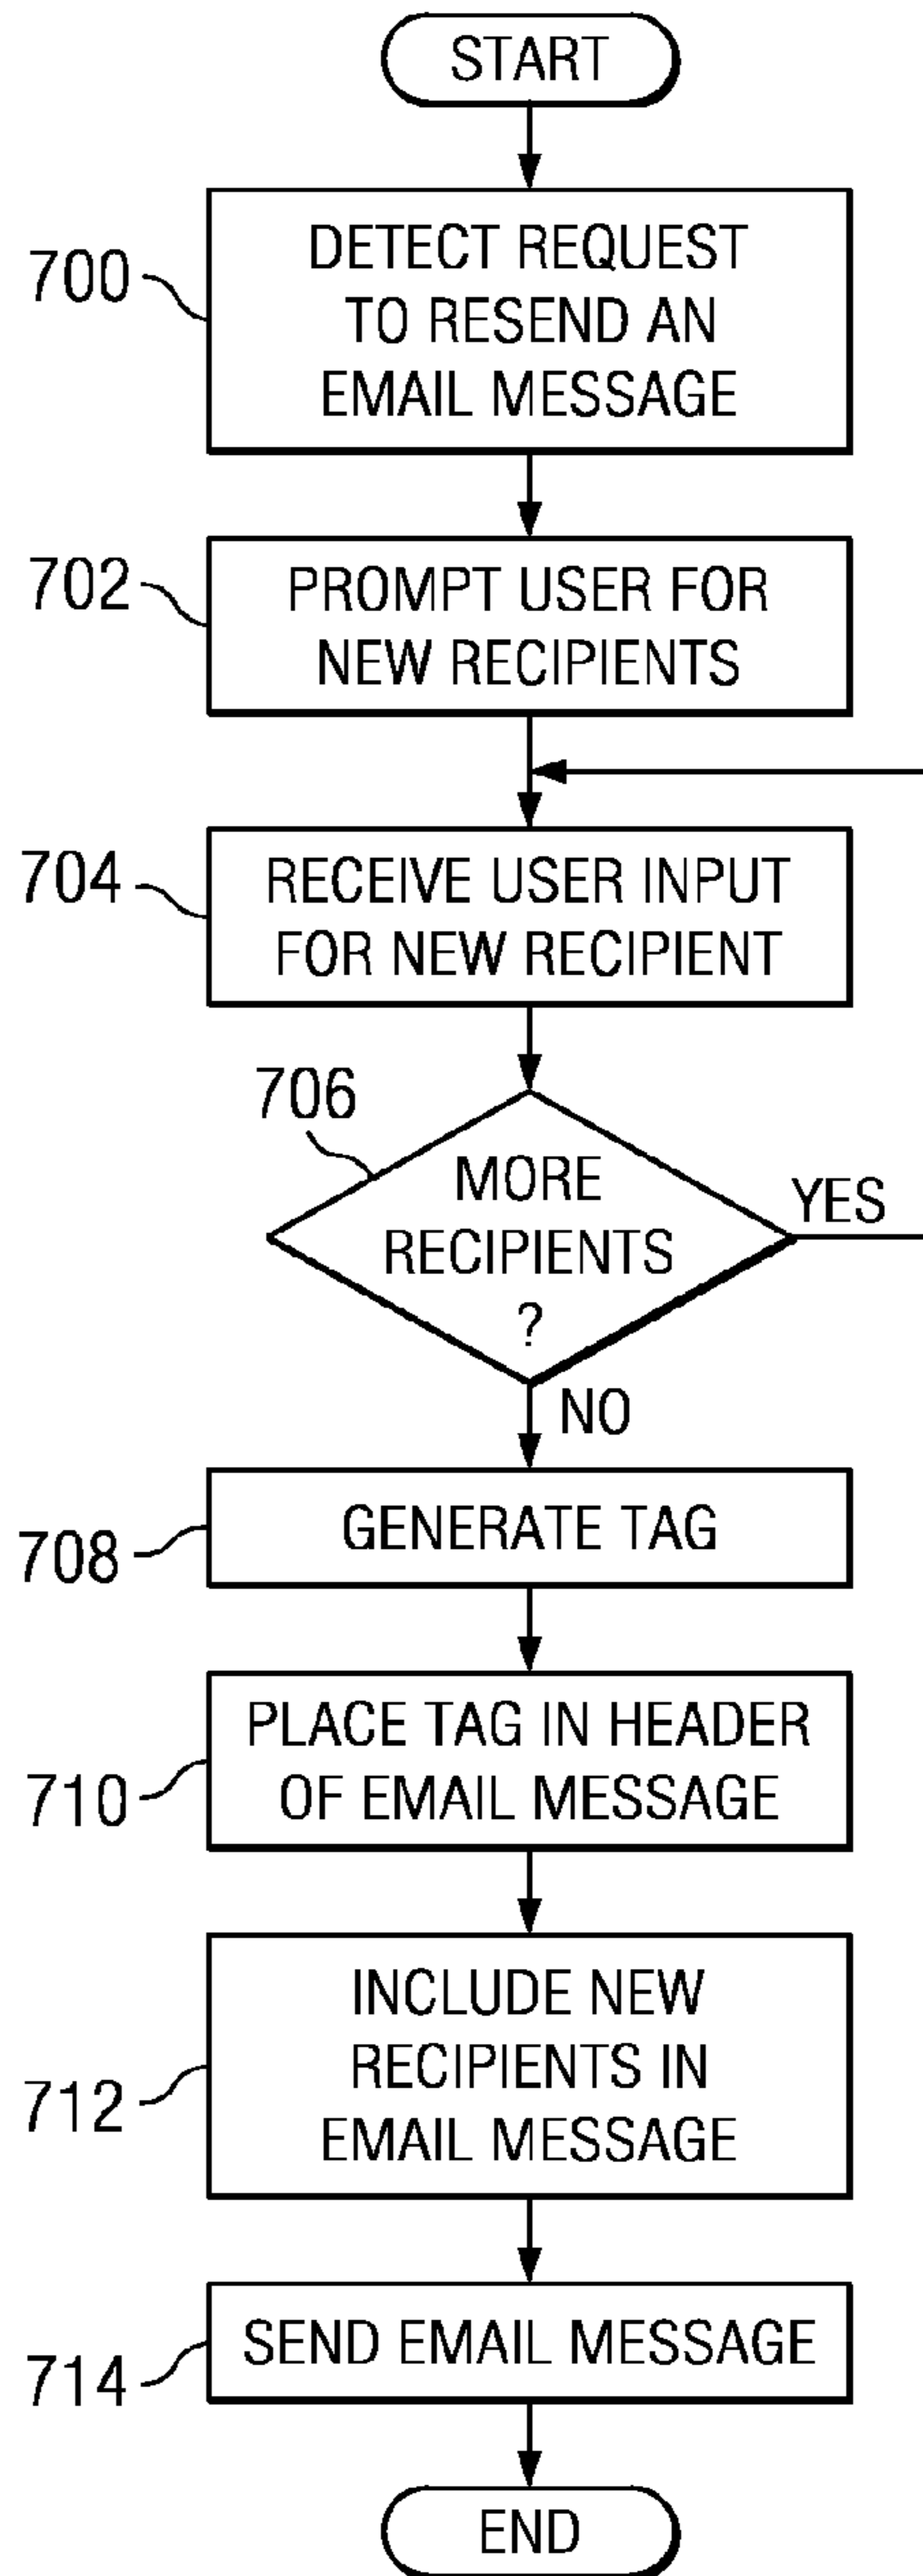 START
700
DETECT REQUEST
TO RESEND AN
EMAIL MESSAGE
702
PROMPT USER FOR
NEW RECIPIENTS
704
RECEIVE USER INPUT
FOR NEW RECIPIENT
706
MORE
RECIPIENTS
?
YES
NO
708
GENERATE TAG
710
PLACE TAG IN HEADER
OF EMAIL MESSAGE
712
INCLUDE NEW
RECIPIENTS IN
EMAIL MESSAGE
714
SEND EMAIL MESSAGE
END